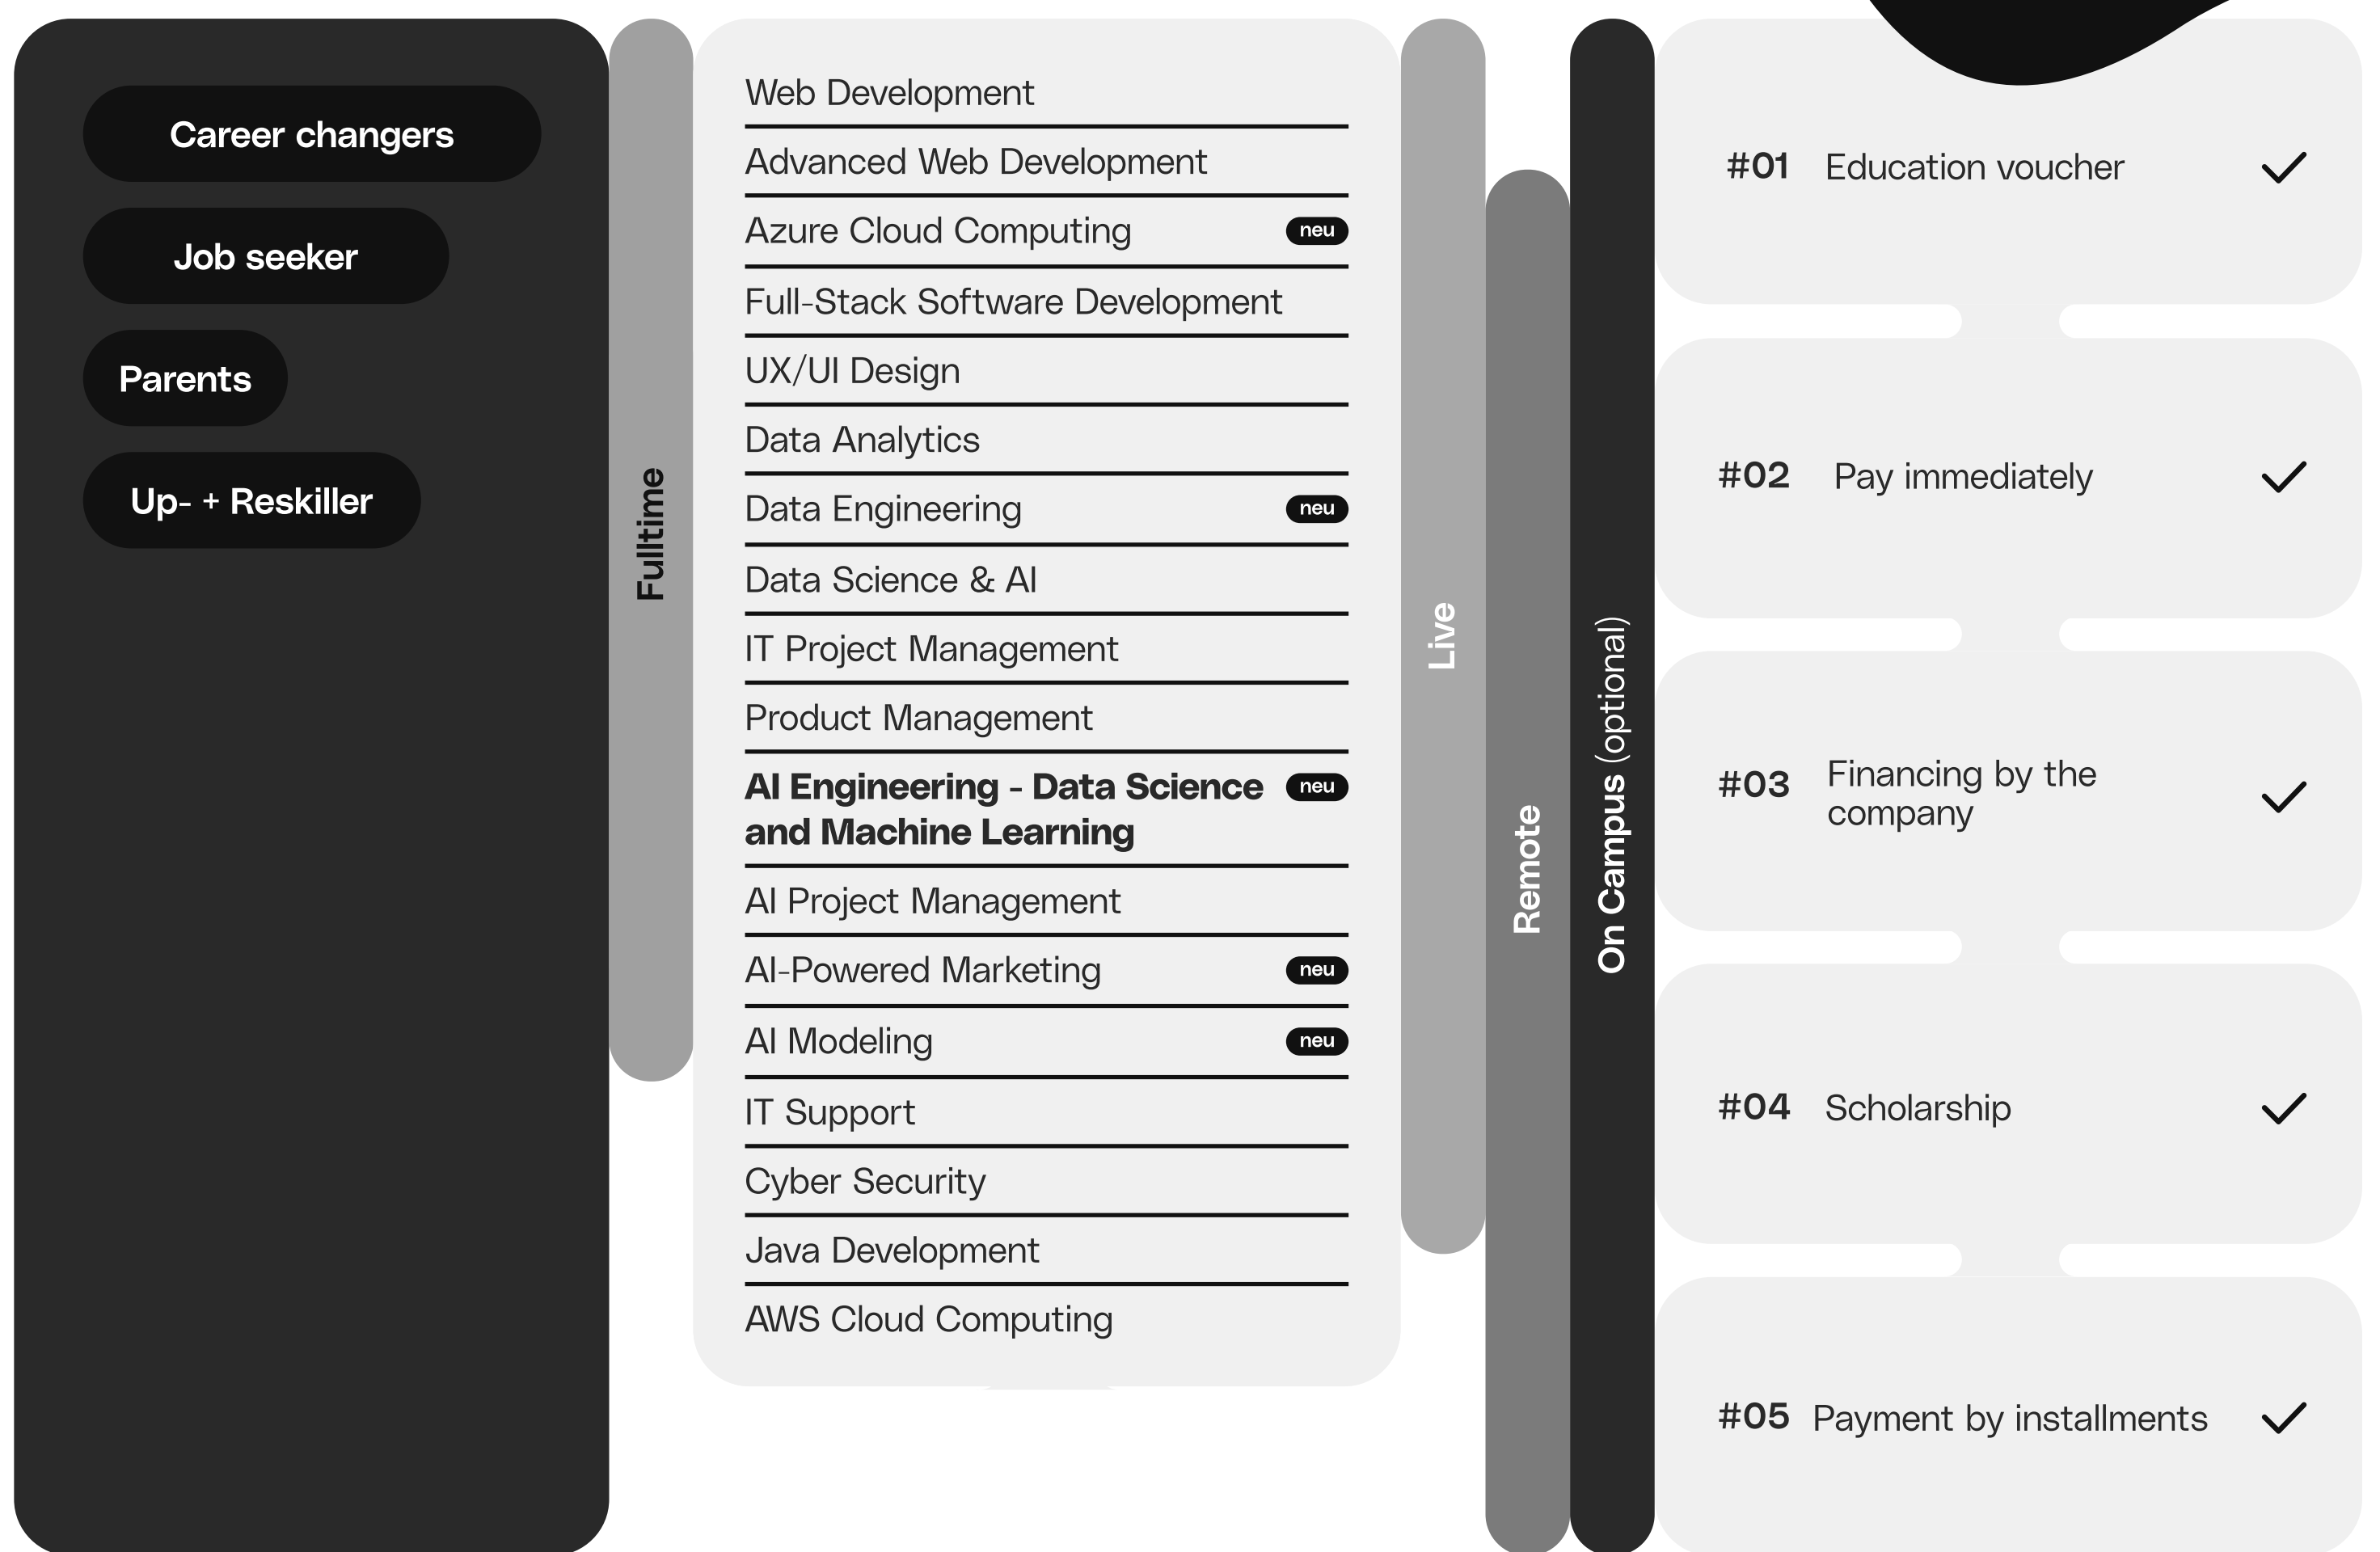 Career changers
Job seeker
Parents
Up- + Reskiller
Fulltime
Web Development
Advanced Web Development
Azure Cloud Computing neu
Full-Stack Software Development
UX/UI Design
Data Analytics
Data Engineering neu
Data Science & AI
IT Project Management
Product Management
AI Engineering - Data Science neu
and Machine Learning
AI Project Management
AI-Powered Marketing neu
AI Modeling neu
IT Support
Cyber Security
Java Development
AWS Cloud Computing
Live
Remote
On Campus (optional)
#01 Education voucher
#02 Pay immediately
#03 Financing by the
company
#04 Scholarship
#05 Payment by installments